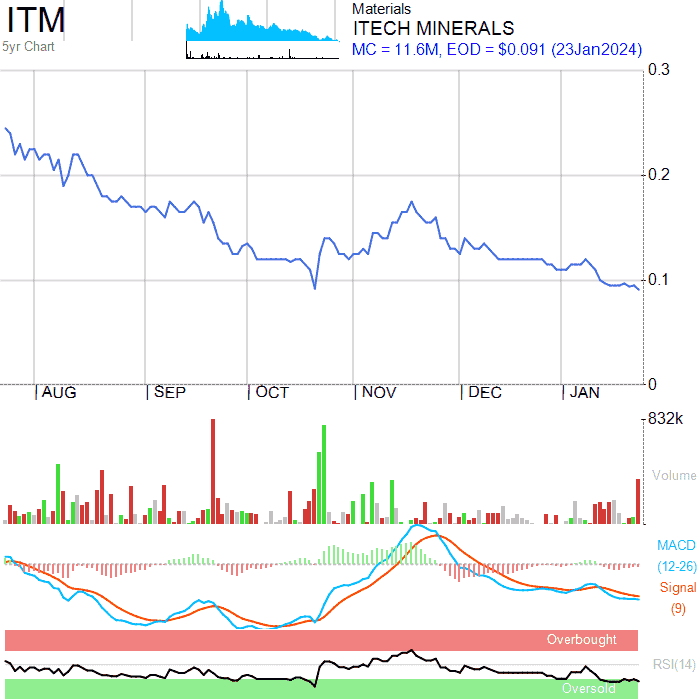 ITM
5yr Chart
Materials
ITECH MINERALS
MC = 11.6M, EOD = $0.091 (23Jan2024)
0.3
0.2
0.1
0
AUG SEP OCT NOV DEC JAN
832k
Volume
MACD
(12-26)
Signal
(9)
Overbought
RSI(14)
Oversold